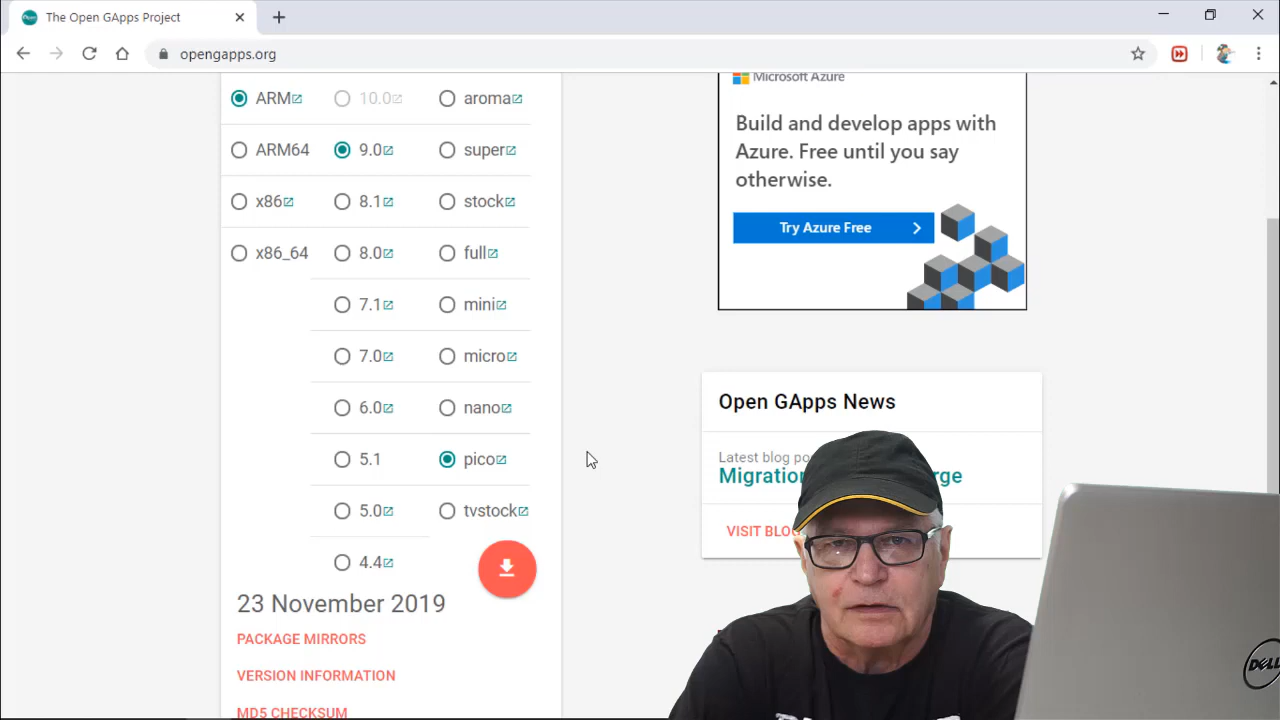 The Open GApps Project
opengapps.org
ARM
10.0
aroma
ARM64
9.0
super
x86
8.1
stock
x86_64
8.0
full
7.1
mini
7.0
micro
6.0
nano
5.1
pico
5.0
tvstock
4.4
23 November 2019
PACKAGE MIRRORS
VERSION INFORMATION
MD5 CHECKSUM
Microsoft Azure
Build and develop apps with
Azure. Free until you say
otherwise.
Try Azure Free
Open GApps News
Latest blog po
Migration rge
VISIT BLO
DELL